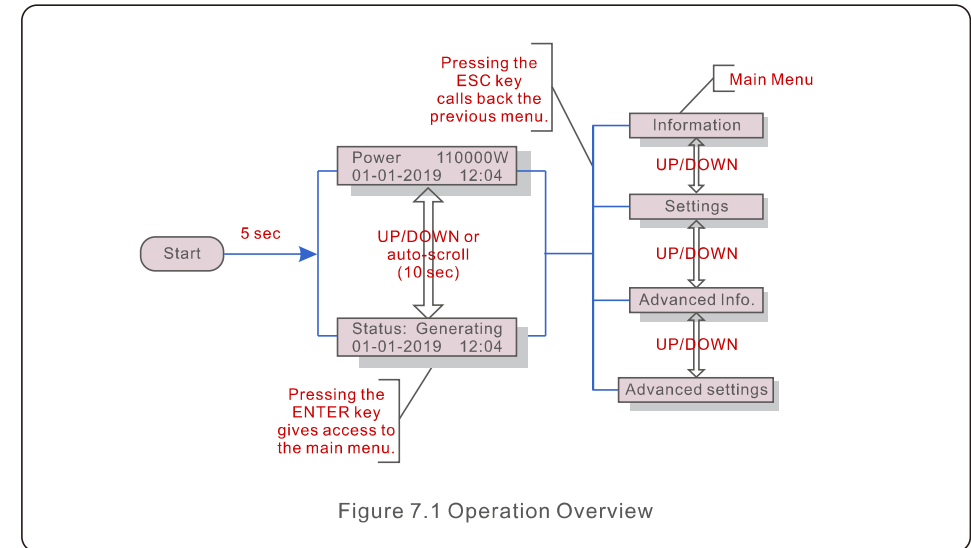 Pressing the
ESC key
calls back the
previous menu.
Main Menu
Information
UP/DOWN
Settings
UP/DOWN
Advanced Info.
UP/DOWN
Advanced settings
Power 110000W
01-01-2019 12:04
Start
5 sec
UP/DOWN or
auto-scroll
(10 sec)
Status: Generating
01-01-2019 12:04
Pressing the
ENTER key
gives access to
the main menu.
Figure 7.1 Operation Overview